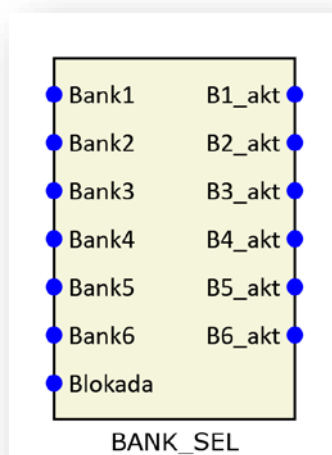 Bank1 B1_akt
Bank2 B2_akt
Bank3 B3_akt
Bank4 B4_akt
Bank5 B5_akt
Bank6 B6_akt
Blokada
BANK_SEL